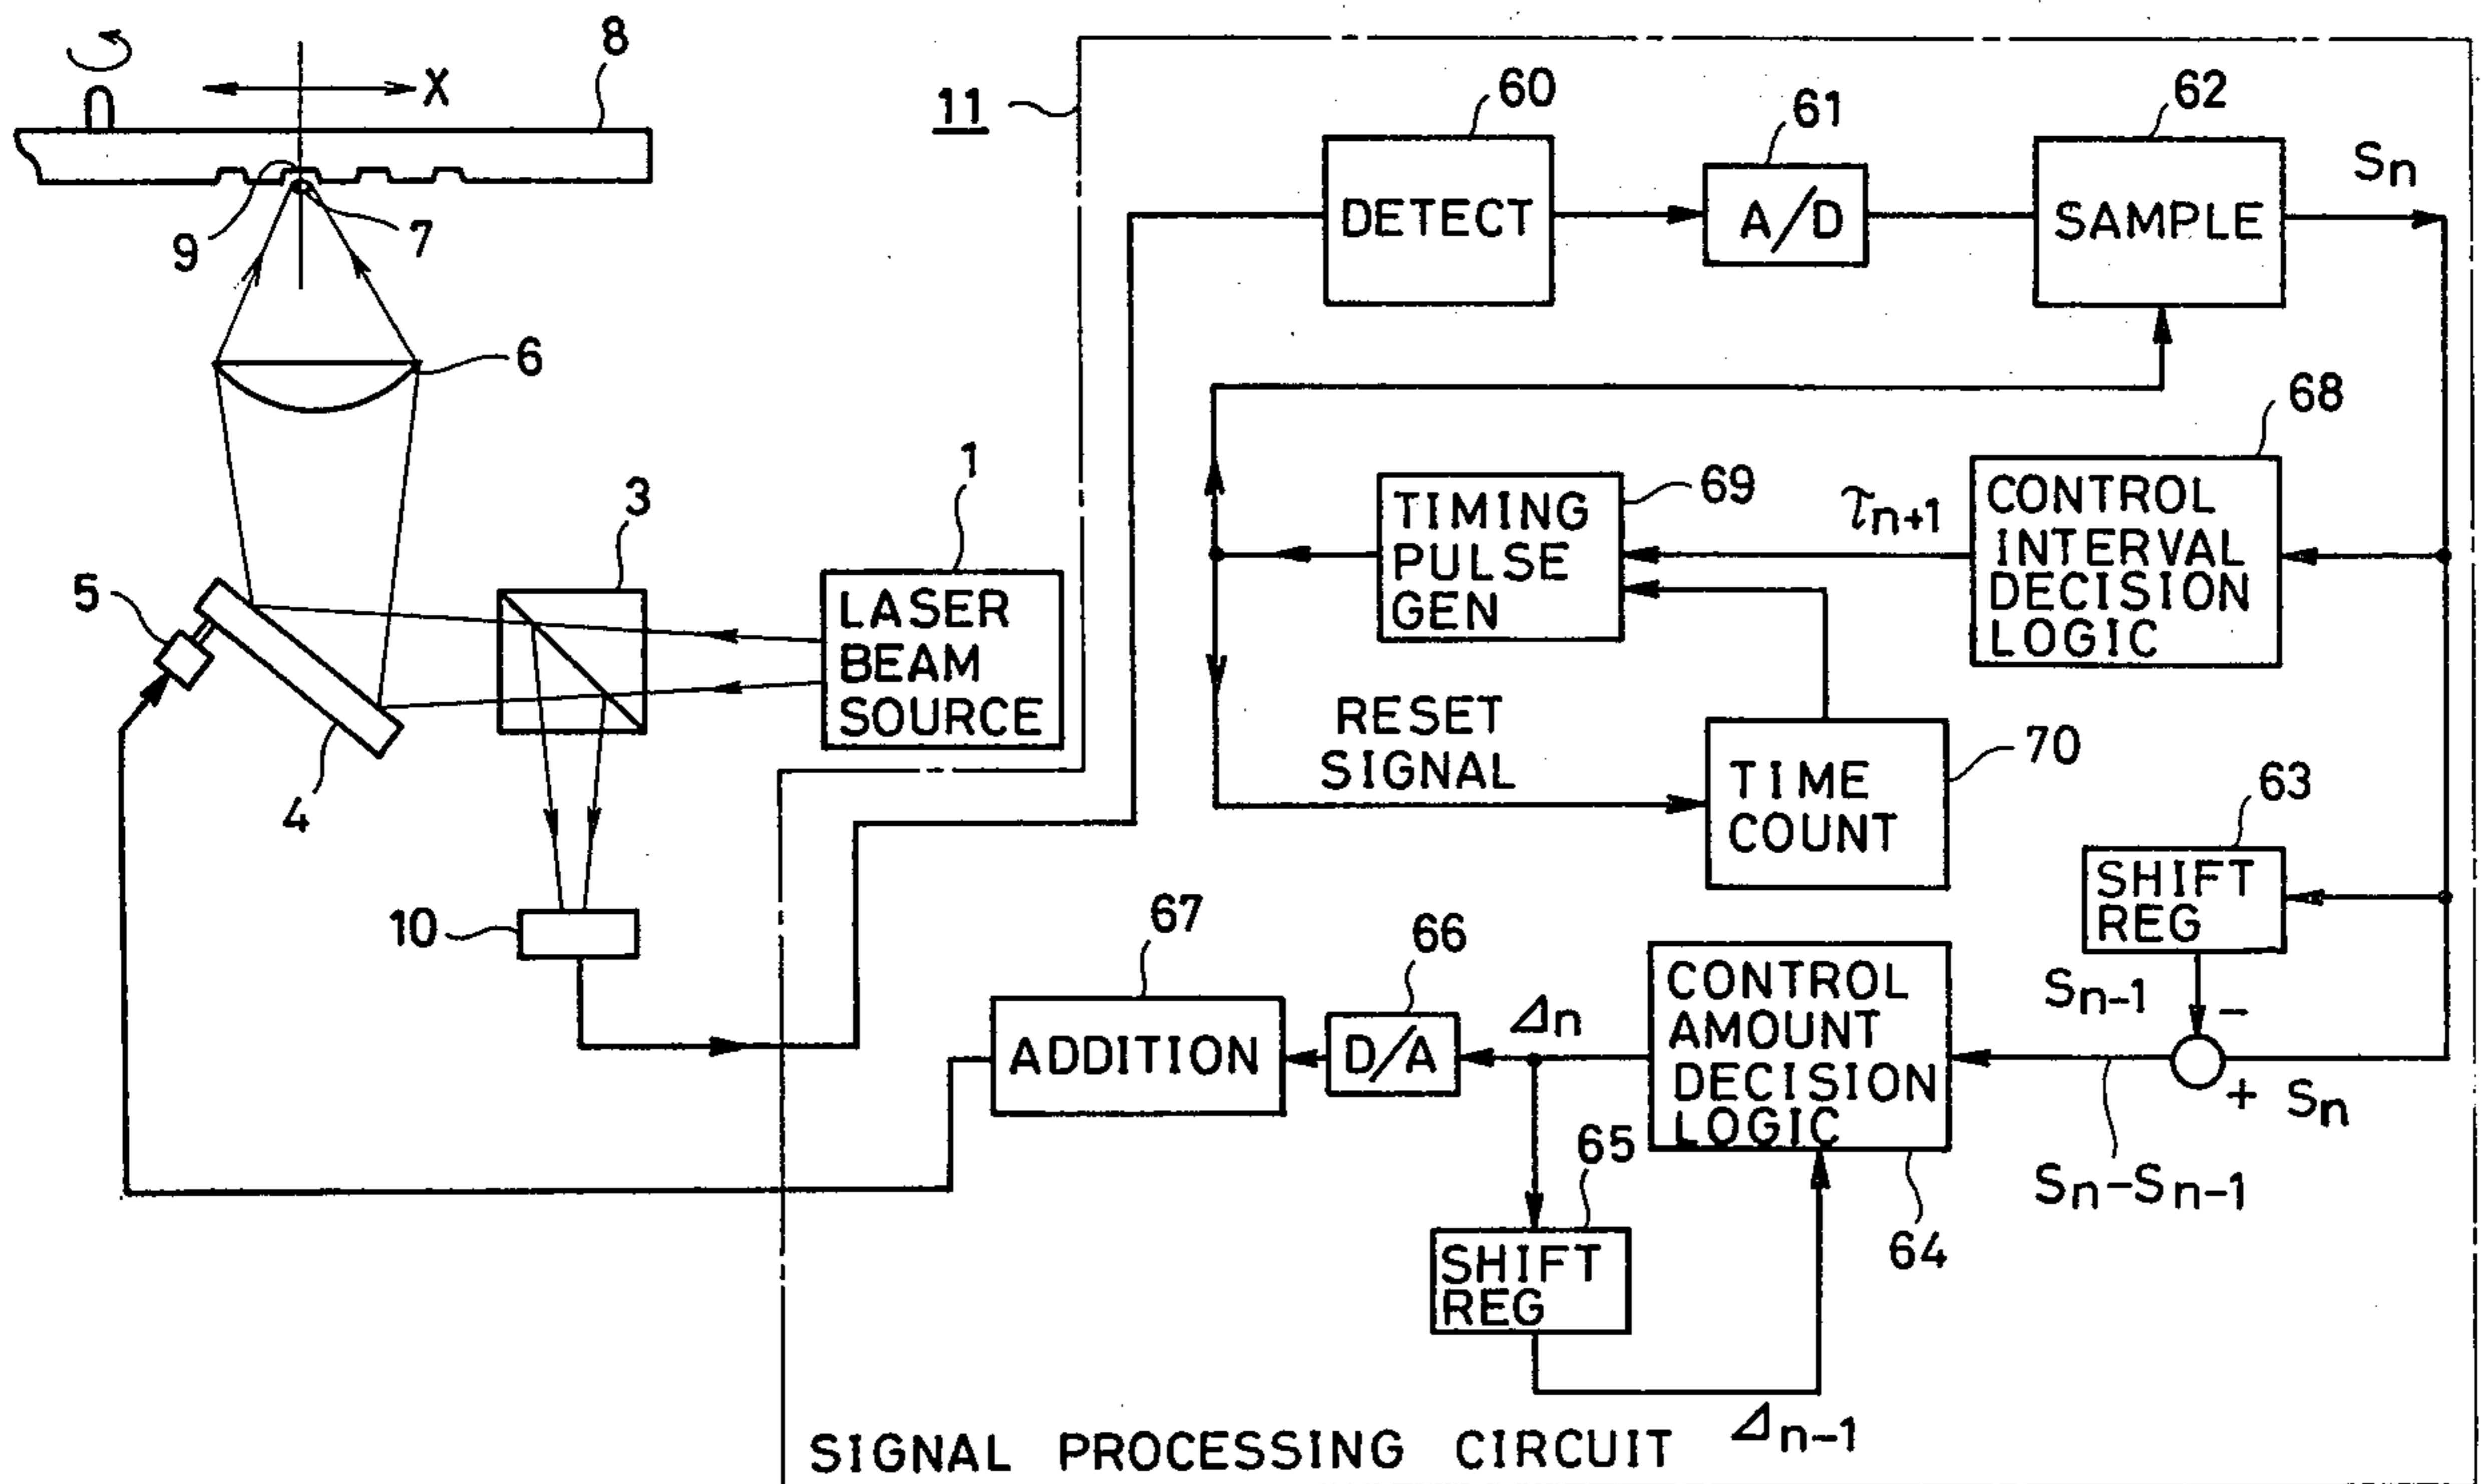 8
X
11
60
61
62
Sn
DETECT
A/D
SAMPLE
9
7
6
68
1
3
69
τn+1
TIMING
PULSE
GEN
CONTROL
INTERVAL
DECISION
LOGIC
5
LASER
BEAM
SOURCE
4
RESET
SIGNAL
70
TIME
COUNT
63
SHIFT
REG
10
67
66
Sn-1
−
CONTROL
AMOUNT
DECISION
LOGIC
ADDITION
D/A
Δn
+ Sn
65
Sn−Sn-1
64
SHIFT
REG
Δn-1
SIGNAL PROCESSING CIRCUIT